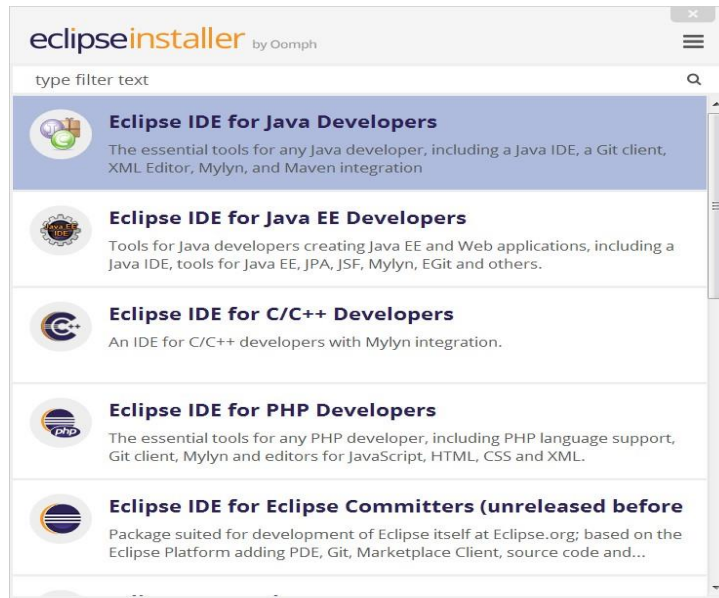 eclipseinstaller by Oomph
type filter text
Eclipse IDE for Java Developers
The essential tools for any Java developer, including a Java IDE, a Git client,
XML Editor, Mylyn, and Maven integration
Java EE
IDE
Eclipse IDE for Java EE Developers
Tools for Java developers creating Java EE and Web applications, including a
Java IDE, tools for Java EE, JPA, JSF, Mylyn, EGit and others.
C++
Eclipse IDE for C/C++ Developers
An IDE for C/C++ developers with Mylyn integration.
php
Eclipse IDE for PHP Developers
The essential tools for any PHP developer, including PHP language support,
Git client, Mylyn and editors for JavaScript, HTML, CSS and XML.
Eclipse IDE for Eclipse Committers (unreleased before
Package suited for development of Eclipse itself at Eclipse.org; based on the
Eclipse Platform adding PDE, Git, Marketplace Client, source code and...